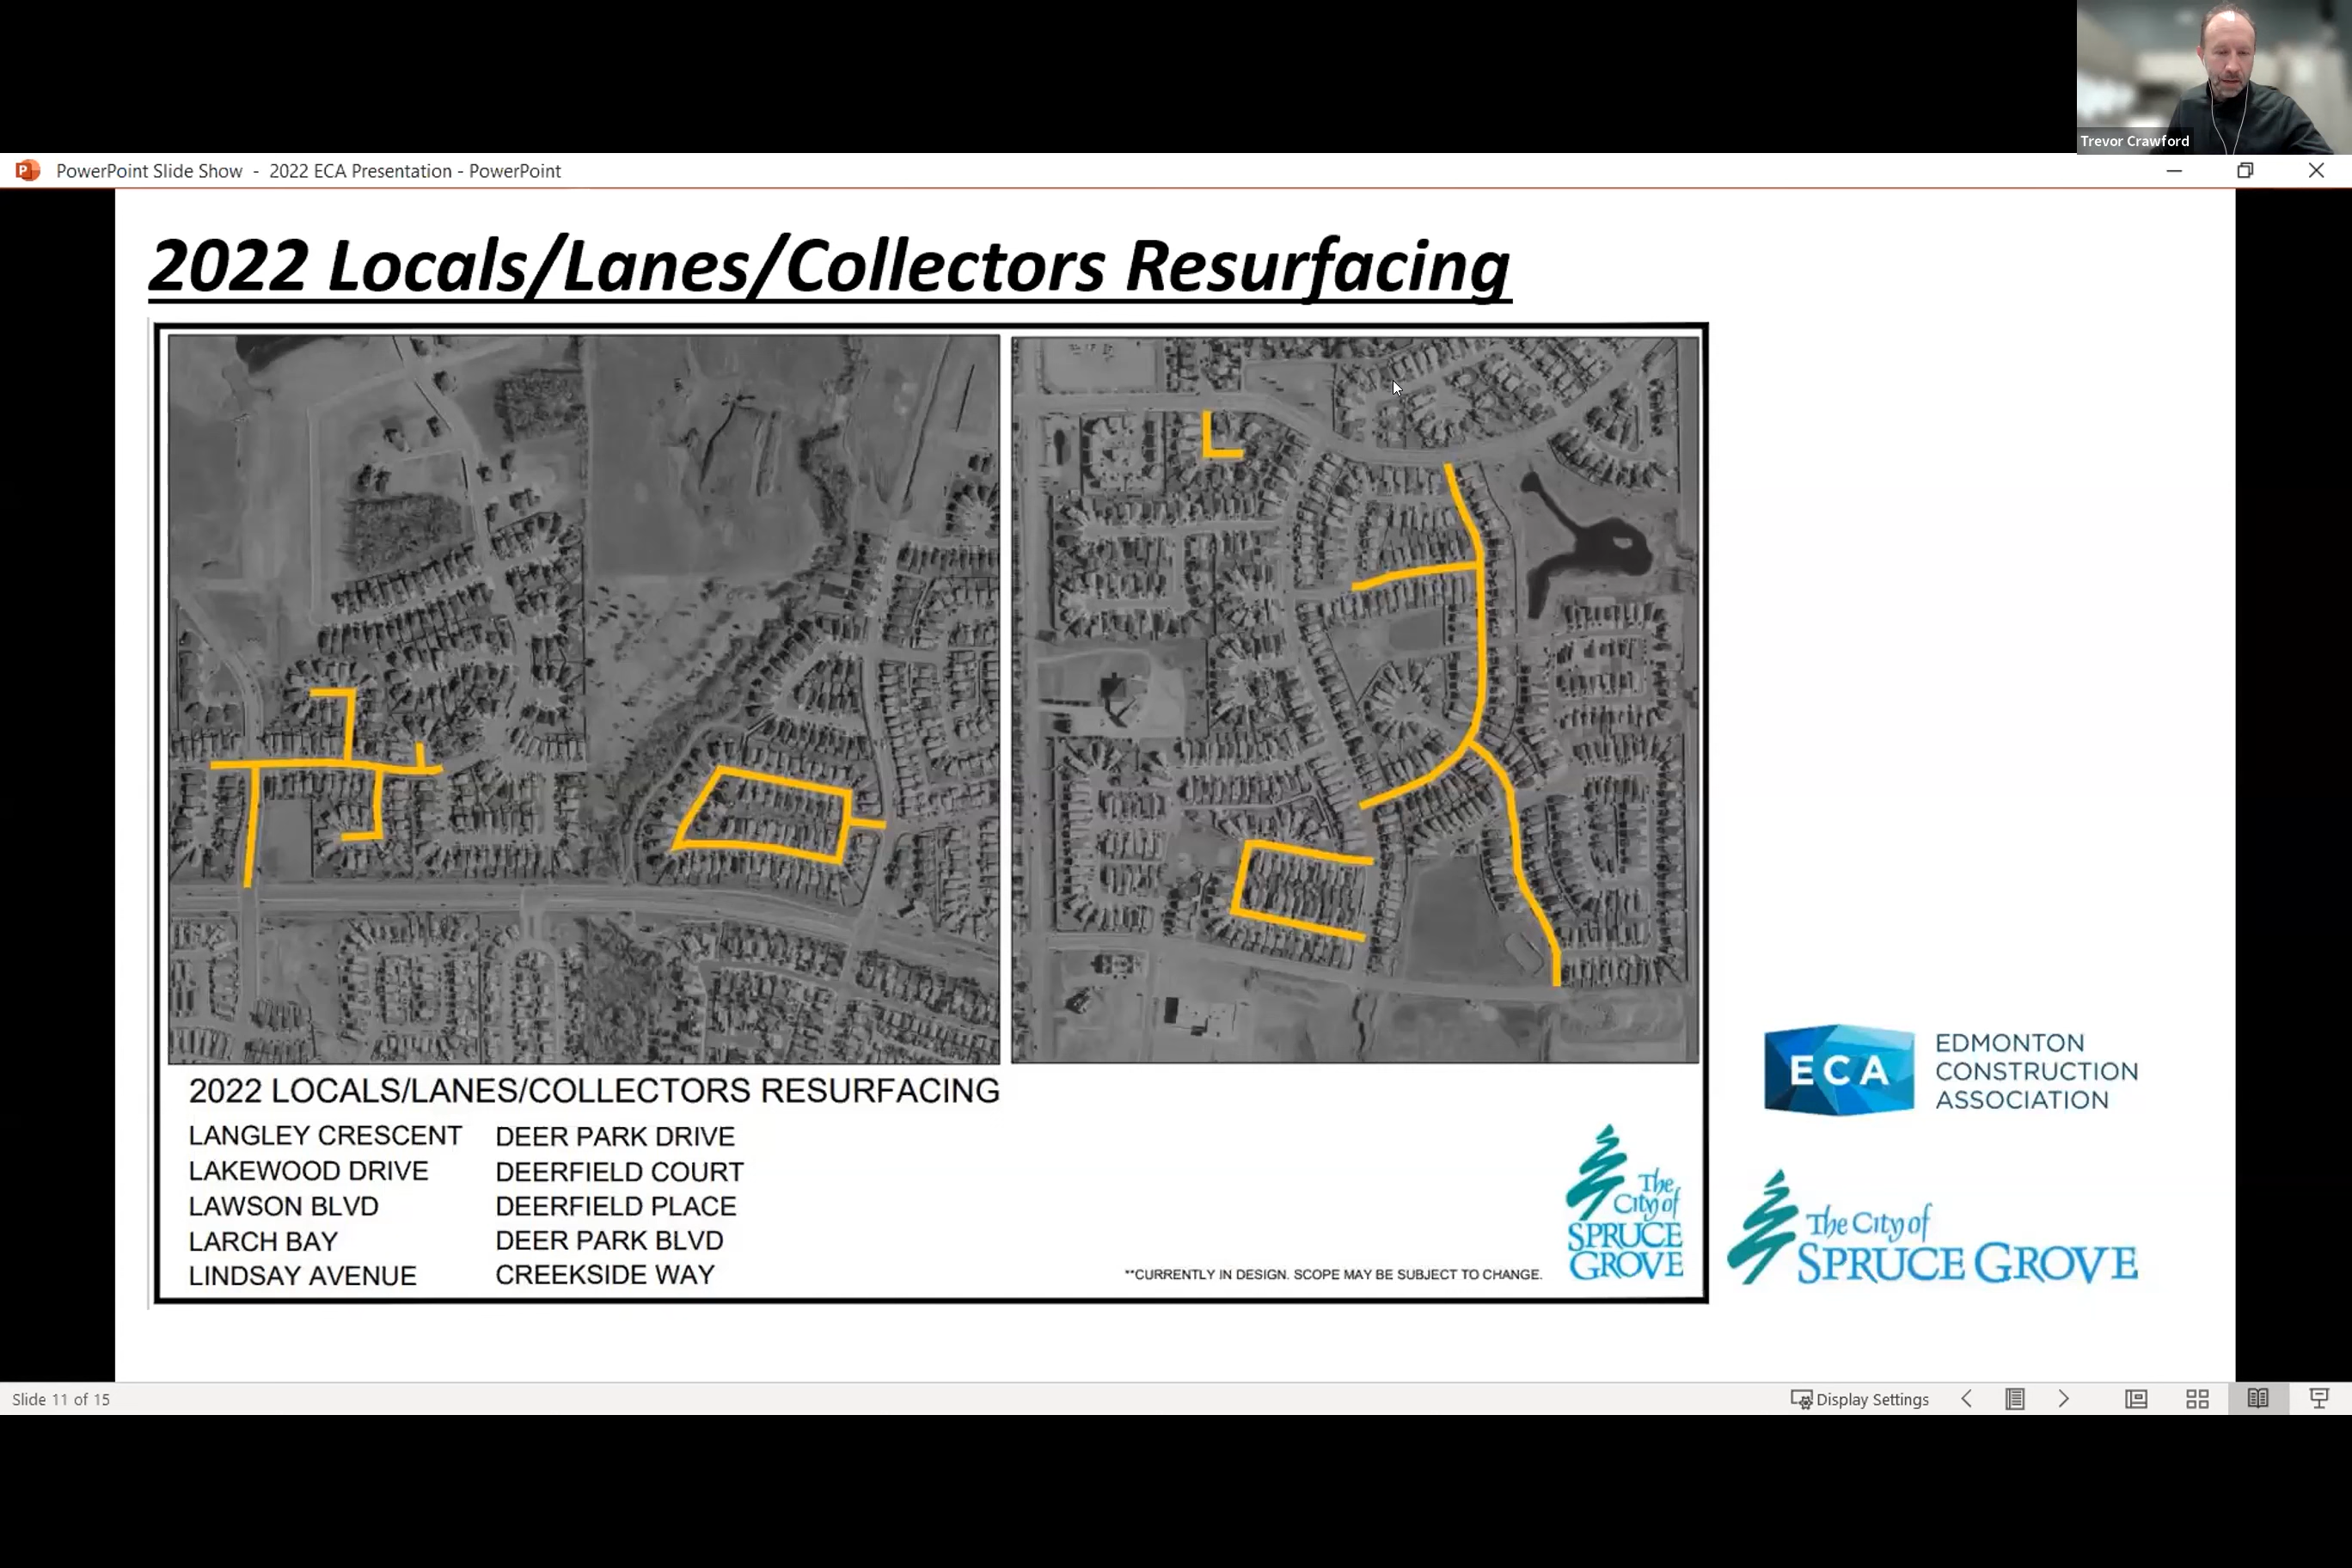 Trevor Crawford
PowerPoint Slide Show - 2022 ECA Presentation - PowerPoint
2022 Locals/Lanes/Collectors Resurfacing
2022 LOCALS/LANES/COLLECTORS RESURFACING
LANGLEY CRESCENT
LAKEWOOD DRIVE
LAWSON BLVD
LARCH BAY
LINDSAY AVENUE
DEER PARK DRIVE
DEERFIELD COURT
DEERFIELD PLACE
DEER PARK BLVD
CREEKSIDE WAY
**CURRENTLY IN DESIGN. SCOPE MAY BE SUBJECT TO CHANGE.
The
City of
SPRUCE
GROVE
ECA
EDMONTON
CONSTRUCTION
ASSOCIATION
The City of
SPRUCE GROVE
Slide 11 of 15
Display Settings